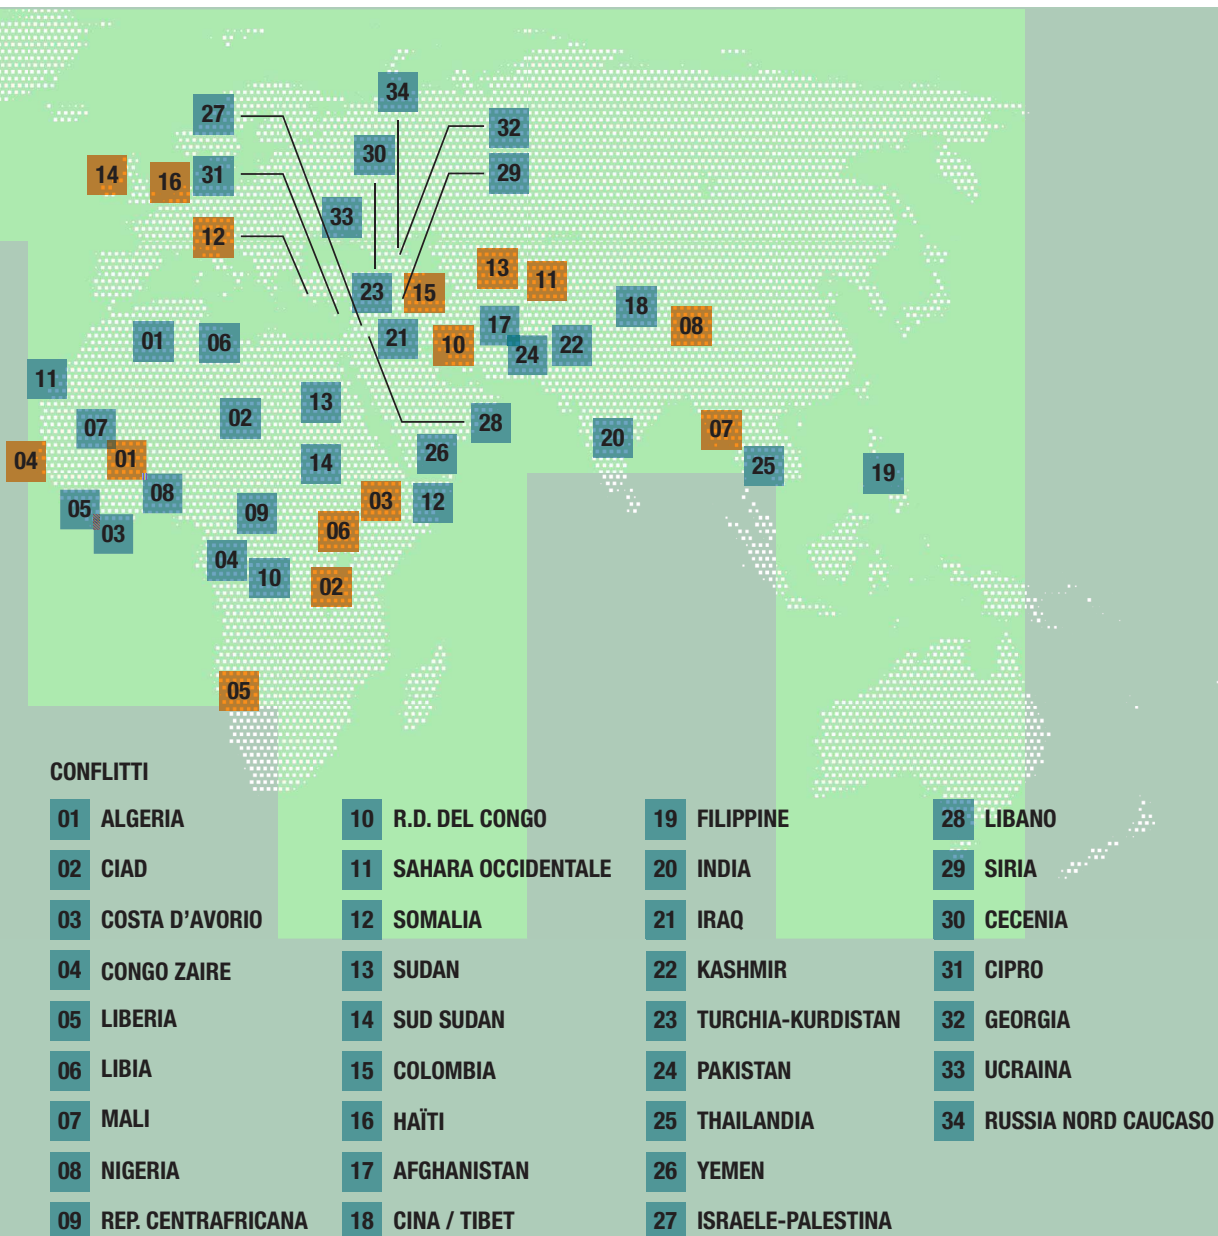 34
27
32
30
29
14
16
31
33
12
13
11
23
15
18
17
08
01
06
21
10
24
22
11
13
02
28
07
07
20
26
04
01
14
25
19
08
03
12
05
09
03
06
04
10
02
05
CONFLITTI
01 ALGERIA
02 CIAD
03 COSTA D’AVORIO
04 CONGO ZAIRE
05 LIBERIA
06 LIBIA
07 MALI
08 NIGERIA
09 REP. CENTRAFRICANA
10 R.D. DEL CONGO
11 SAHARA OCCIDENTALE
12 SOMALIA
13 SUDAN
14 SUD SUDAN
15 COLOMBIA
16 HAÏTI
17 AFGHANISTAN
18 CINA / TIBET
19 FILIPPINE
20 INDIA
21 IRAQ
22 KASHMIR
23 TURCHIA-KURDISTAN
24 PAKISTAN
25 THAILANDIA
26 YEMEN
27 ISRAELE-PALESTINA
28 LIBANO
29 SIRIA
30 CECENIA
31 CIPRO
32 GEORGIA
33 UCRAINA
34 RUSSIA NORD CAUCASO